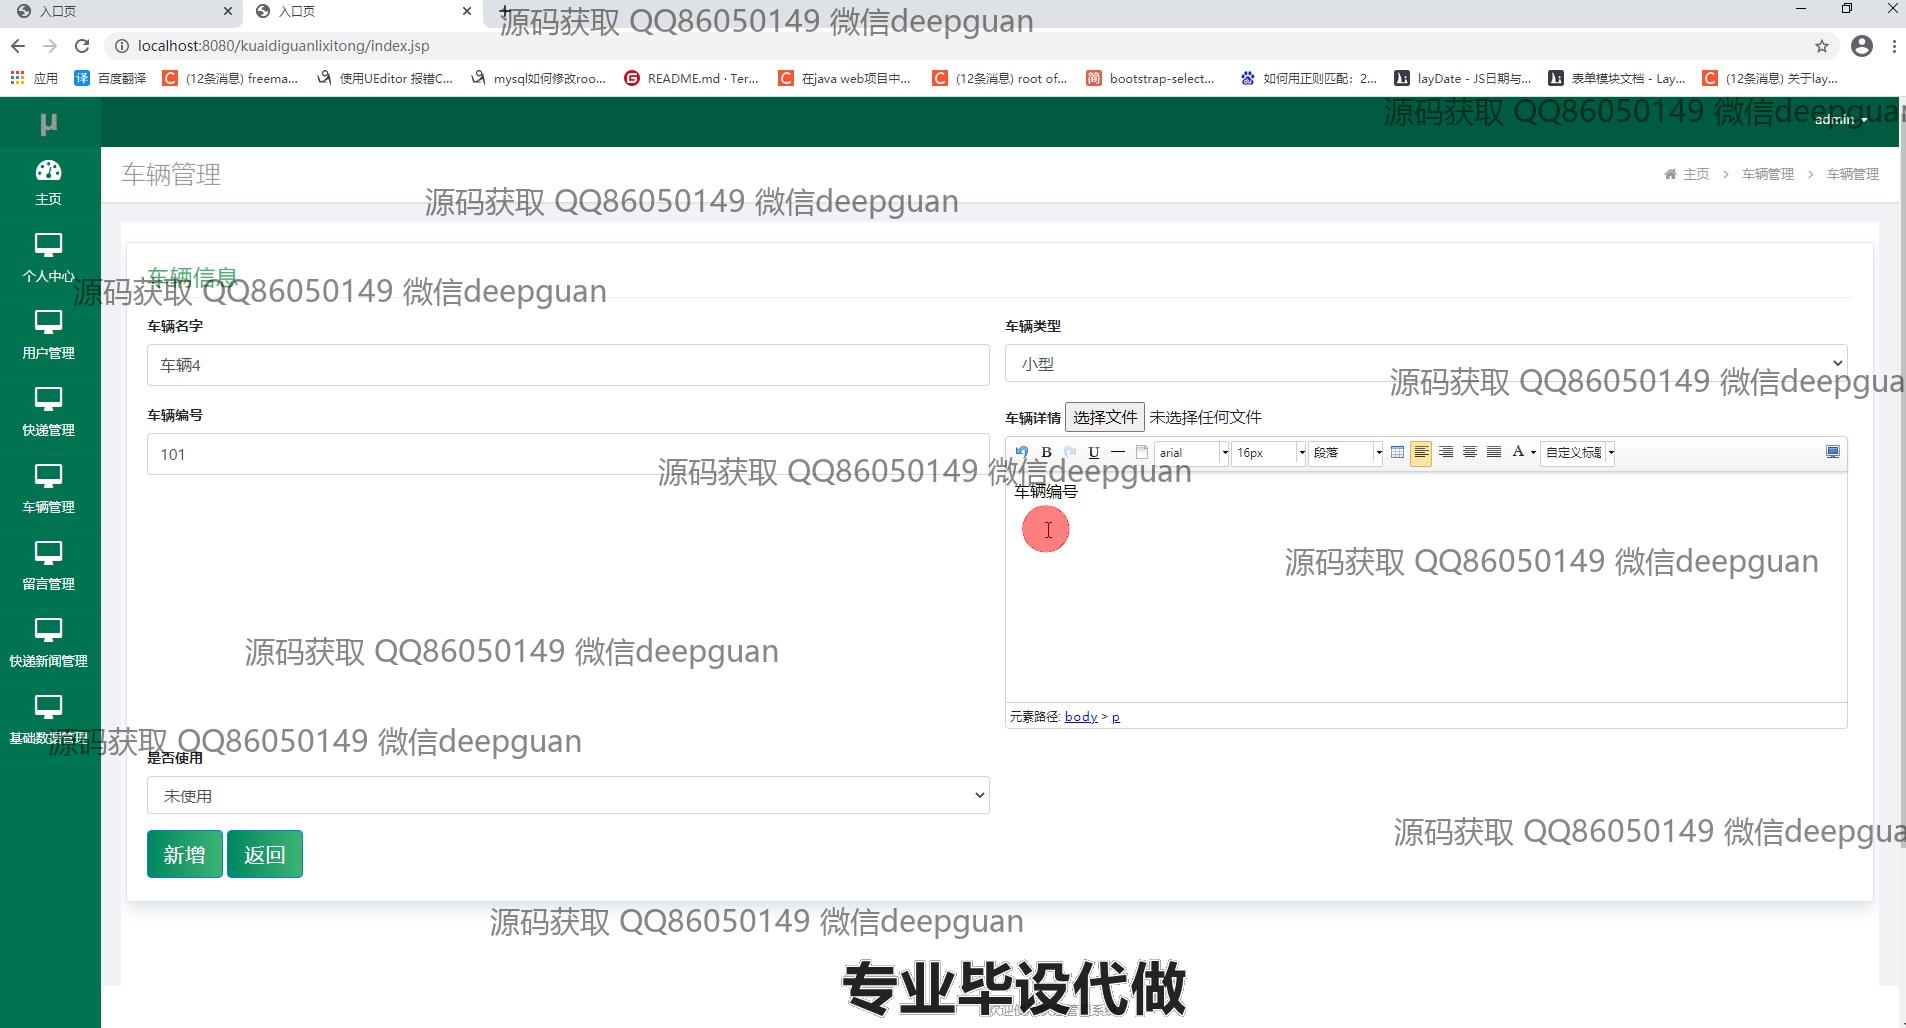 入口页
入口页
源码获取 QQ86050149 微信deepguan
localhost:8080/kuaidiguanlixitong/index.jsp
应用
百度翻译
(12条消息) freema...
使用UEditor 报错C...
mysql如何修改roo...
README.md · Ter...
在java web项目中...
(12条消息) root of...
bootstrap-select...
如何用正则匹配：2...
layDate - JS日期与...
表单模块文档 - Lay...
(12条消息) 关于lay...
μ
源码获取 QQ86050149 微信deepguan
admin
主页
车辆管理
主页 > 车辆管理 > 车辆管理
源码获取 QQ86050149 微信deepguan
个人中心
车辆信息
源码获取 QQ86050149 微信deepguan
用户管理
车辆名字
车辆类型
车辆4
小型
源码获取 QQ86050149 微信deepgua
快递管理
车辆编号
车辆详情 选择文件 未选择任何文件
101
B U arial 16px 段落 A 自定义标题
源码获取 QQ86050149 微信deepguan
车辆编号
车辆管理
源码获取 QQ86050149 微信deepguan
留言管理
源码获取 QQ86050149 微信deepguan
快递新闻管理
元素路径: body > p
基础数据管理
源码获取 QQ86050149 微信deepguan
是否使用
未使用
源码获取 QQ86050149 微信deepgua
新增
返回
源码获取 QQ86050149 微信deepguan
专业毕设代做